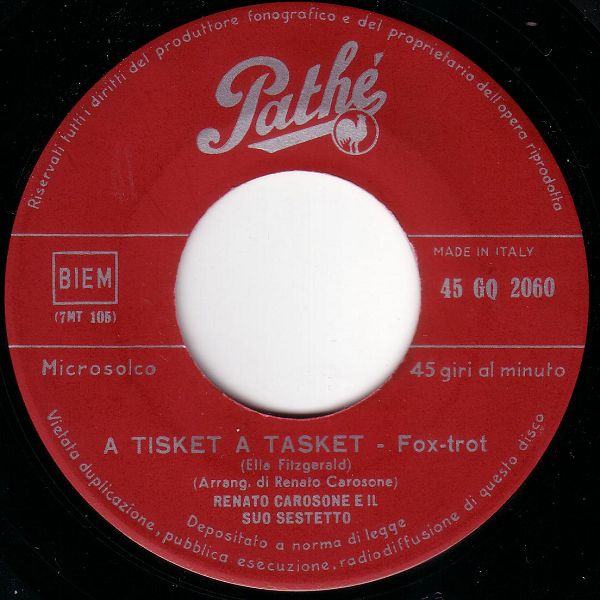 Riservati tutti i diritti del produttore fonografico e del proprietario dell'opera riprodotta
Pathé
BIEM
(7MT 105)
MADE IN ITALY
45 GQ 2060
Microsolco
45 giri al minuto
A TISKET A TASKET - Fox-trot
(Ella Fitzgerald)
(Arrang. di Renato Carosone)
RENATO CAROSONE E IL
SUO SESTETTO
Depositato a norma di legge
Vietata duplicazione, pubblica esecuzione, radiodiffusione di questo disco